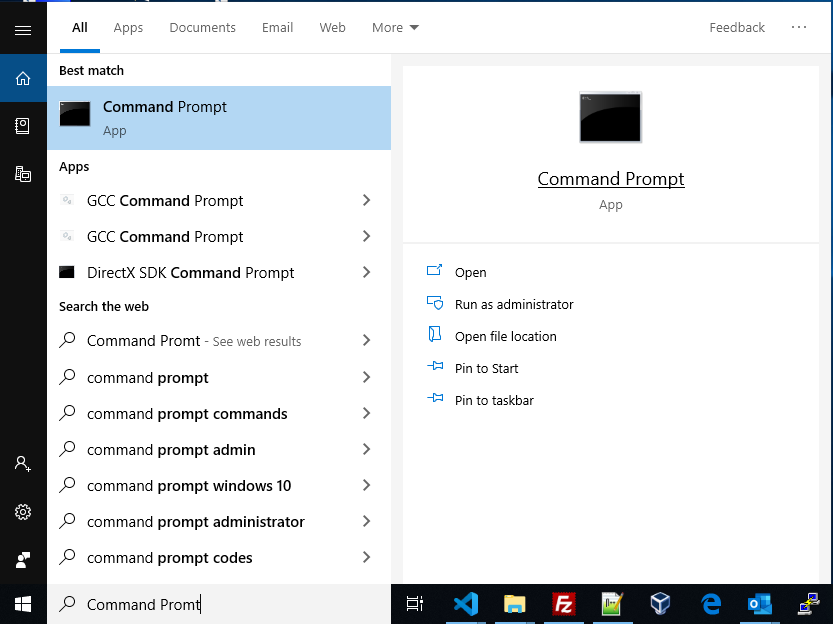 All Apps Documents Email Web More Feedback ...
Best match
Command Prompt
App
Apps
GCC Command Prompt
GCC Command Prompt
DirectX SDK Command Prompt
Search the web
Command Promt - See web results
command prompt
command prompt commands
command prompt admin
command prompt windows 10
command prompt administrator
command prompt codes
Command Promt
Command Prompt
App
Open
Run as administrator
Open file location
Pin to Start
Pin to taskbar